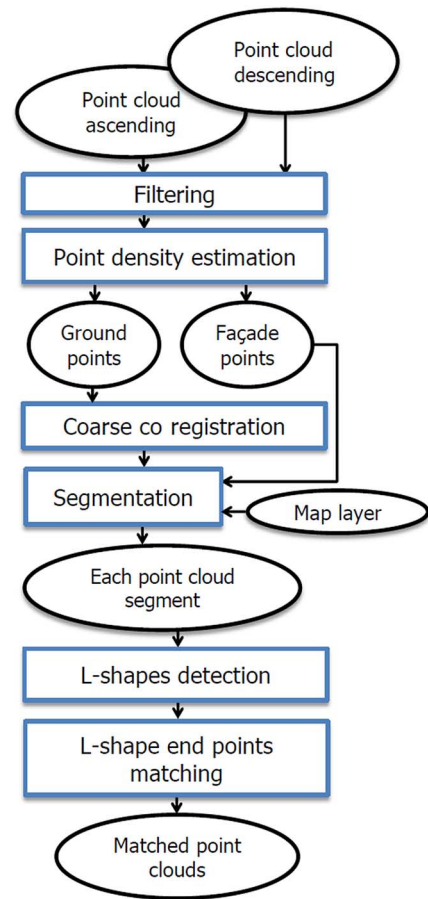 Point cloud
descending
Point cloud
ascending
Filtering
Point density estimation
Ground
points
Façade
points
Coarse co registration
Segmentation
Map layer
Each point cloud
segment
L-shapes detection
L-shape end points
matching
Matched point
clouds